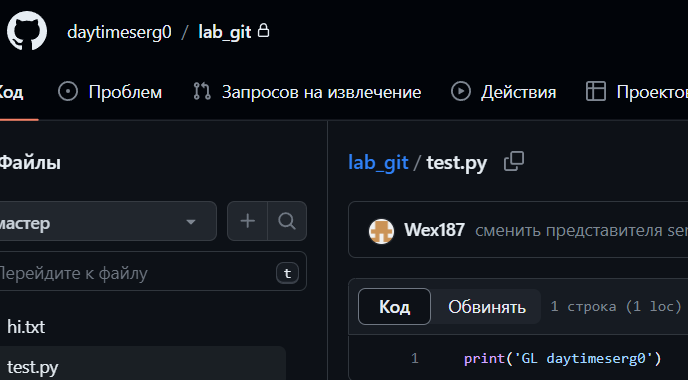 daytimeserg0 / lab_git
Код Проблем Запросов на извлечение Действия Проектов
Файлы
lab_git / test.py
мастер
Wex187 сменить представителя ser
Перейдите к файлу t
Код Обвинять 1 строка (1 loc)
hi.txt
1 print('GL daytimeserg0')
test.py